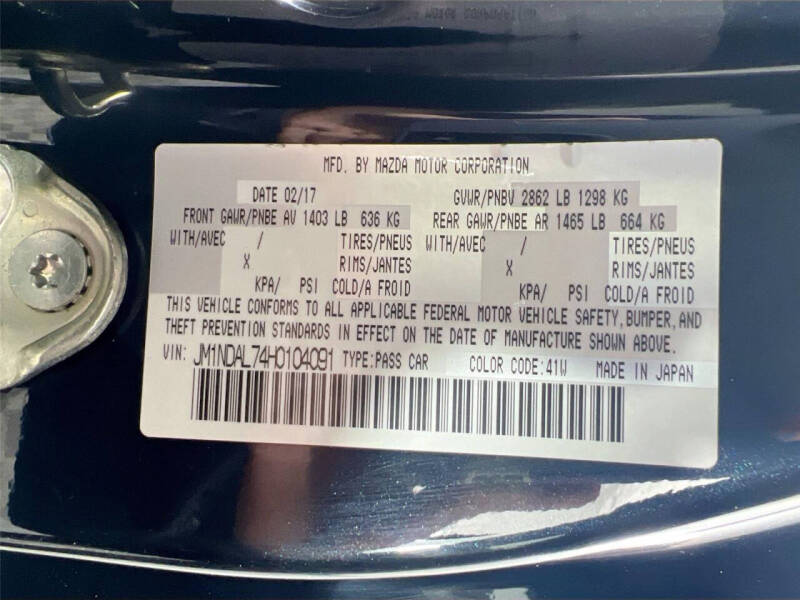 MFD. BY MAZDA MOTOR CORPORATION
DATE 02/17 GVWR/PNBV 2862 LB 1298 KG
FRONT GAWR/PNBE AV 1403 LB 636 KG REAR GAWR/PNBE AR 1465 LB 664 KG
WITH/AVEC / TIRES/PNEUS WITH/AVEC / TIRES/PNEUS
X RIMS/JANTES X RIMS/JANTES
KPA/ PSI COLD/A FROID KPA/ PSI COLD/A FROID
THIS VEHICLE CONFORMS TO ALL APPLICABLE FEDERAL MOTOR VEHICLE SAFETY, BUMPER, AND
THEFT PREVENTION STANDARDS IN EFFECT ON THE DATE OF MANUFACTURE SHOWN ABOVE.
VIN: JM1NDAL74H0104091 TYPE:PASS CAR COLOR CODE:41W MADE IN JAPAN